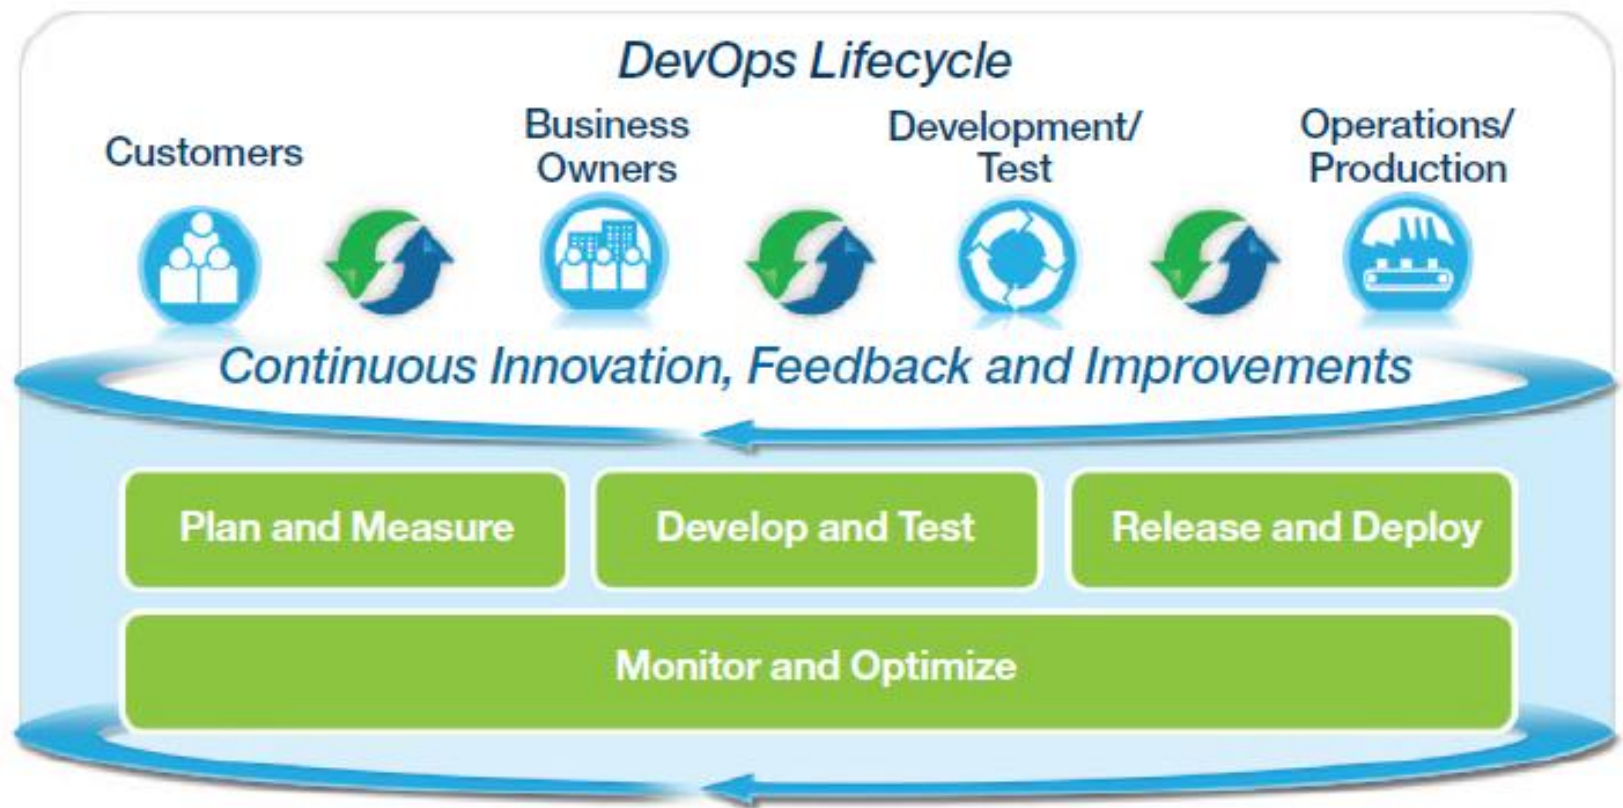 DevOps Lifecycle
Customers
Business
Owners
Development/
Test
Operations/
Production
Continuous Innovation, Feedback and Improvements
Plan and Measure
Develop and Test
Release and Deploy
Monitor and Optimize